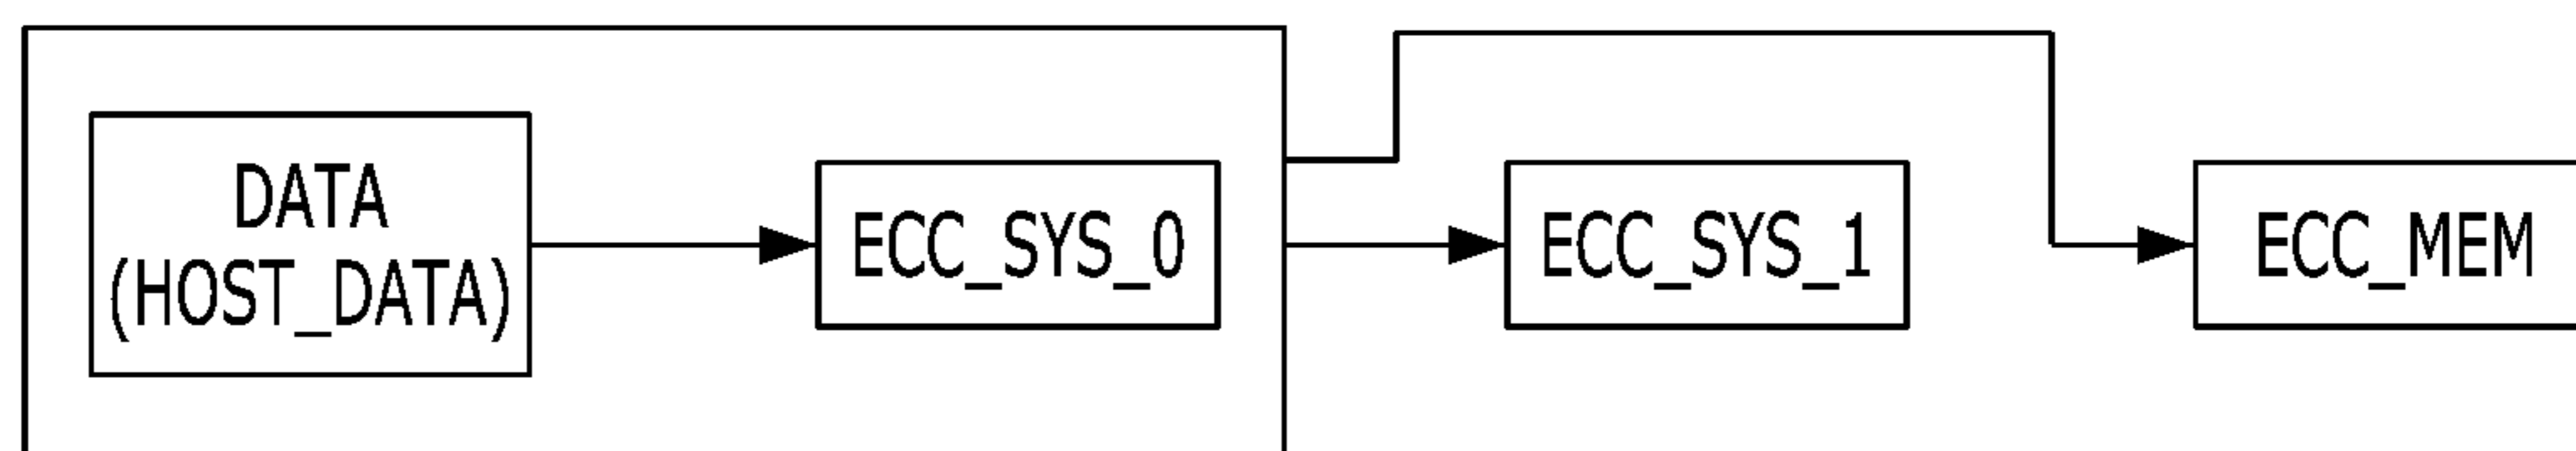 DATA
(HOST_DATA)
ECC_SYS_0
ECC_SYS_1
ECC_MEM